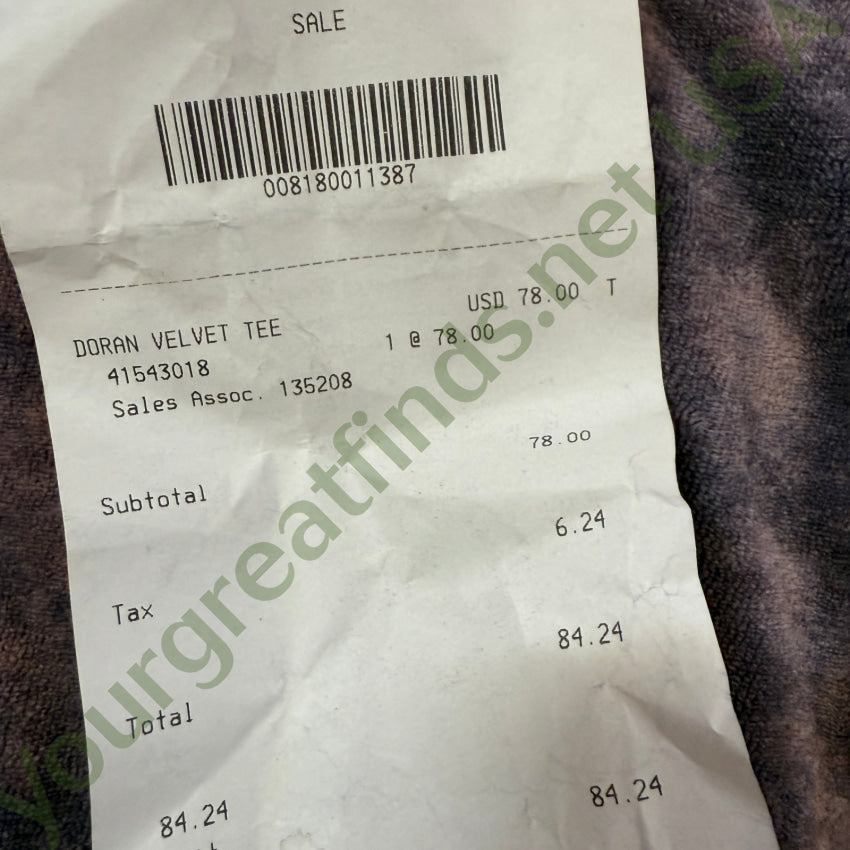 SALE
008180011387
DORAN VELVET TEE USD 78.00 T
41543018 1 @ 78.00
Sales Assoc. 135208
Subtotal 78.00
Tax 6.24
Total 84.24
84.24 84.24
yourgreatfinds.net USA